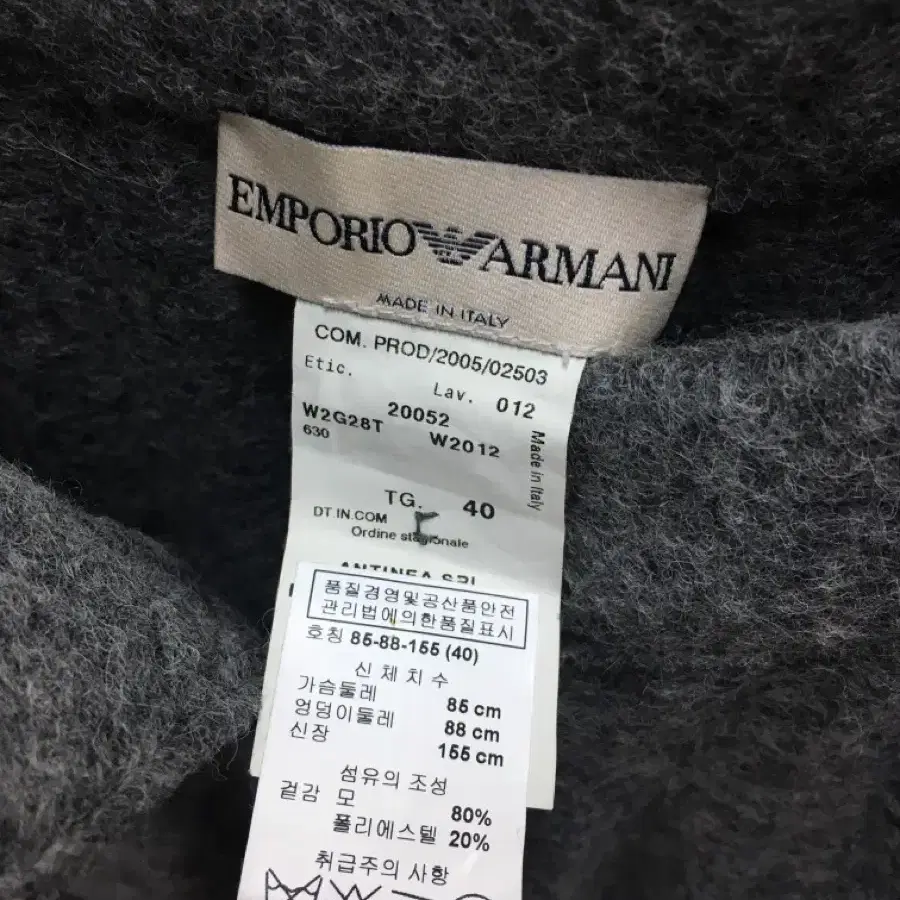 EMPORIO ARMANI
MADE IN ITALY
COM. PROD/2005/02503
Etic.
Lav. 012
20052
W2G28T W2012
630
Made in Italy
TG. 40
DT.IN.COM
Ordine stagionale
ANTINEA SRL
품질경영및공산품안전
관리법에의한품질표시
호칭 85-88-155 (40)
신체치수
가슴둘레 85 cm
엉덩이둘레 88 cm
신장 155 cm
섬유의 조성
겉감 모 80%
폴리에스텔 20%
취급주의 사항